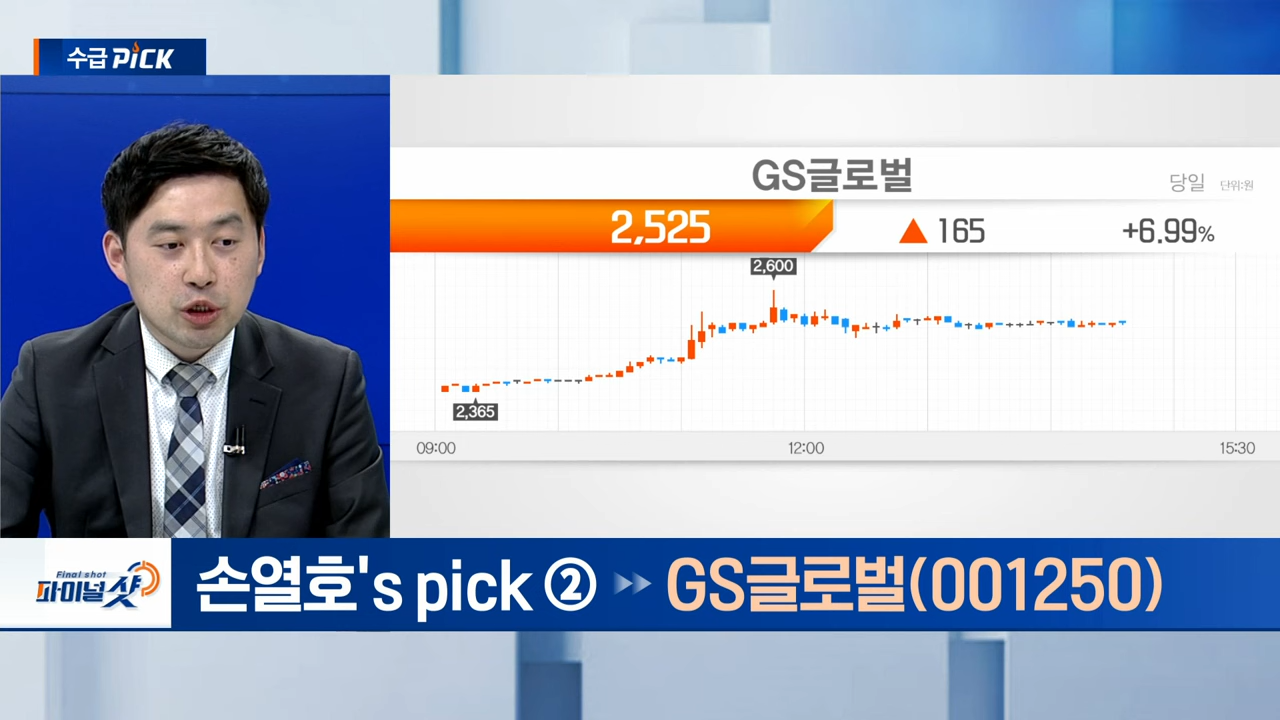 수급 PiCK
GS글로벌
당일 단위:원
2,525 ▲ 165 +6.99%
2,600
2,365
09:00 12:00 15:30
Final shot
파이널샷
손열호's pick ② ▸▸ GS글로벌(001250)